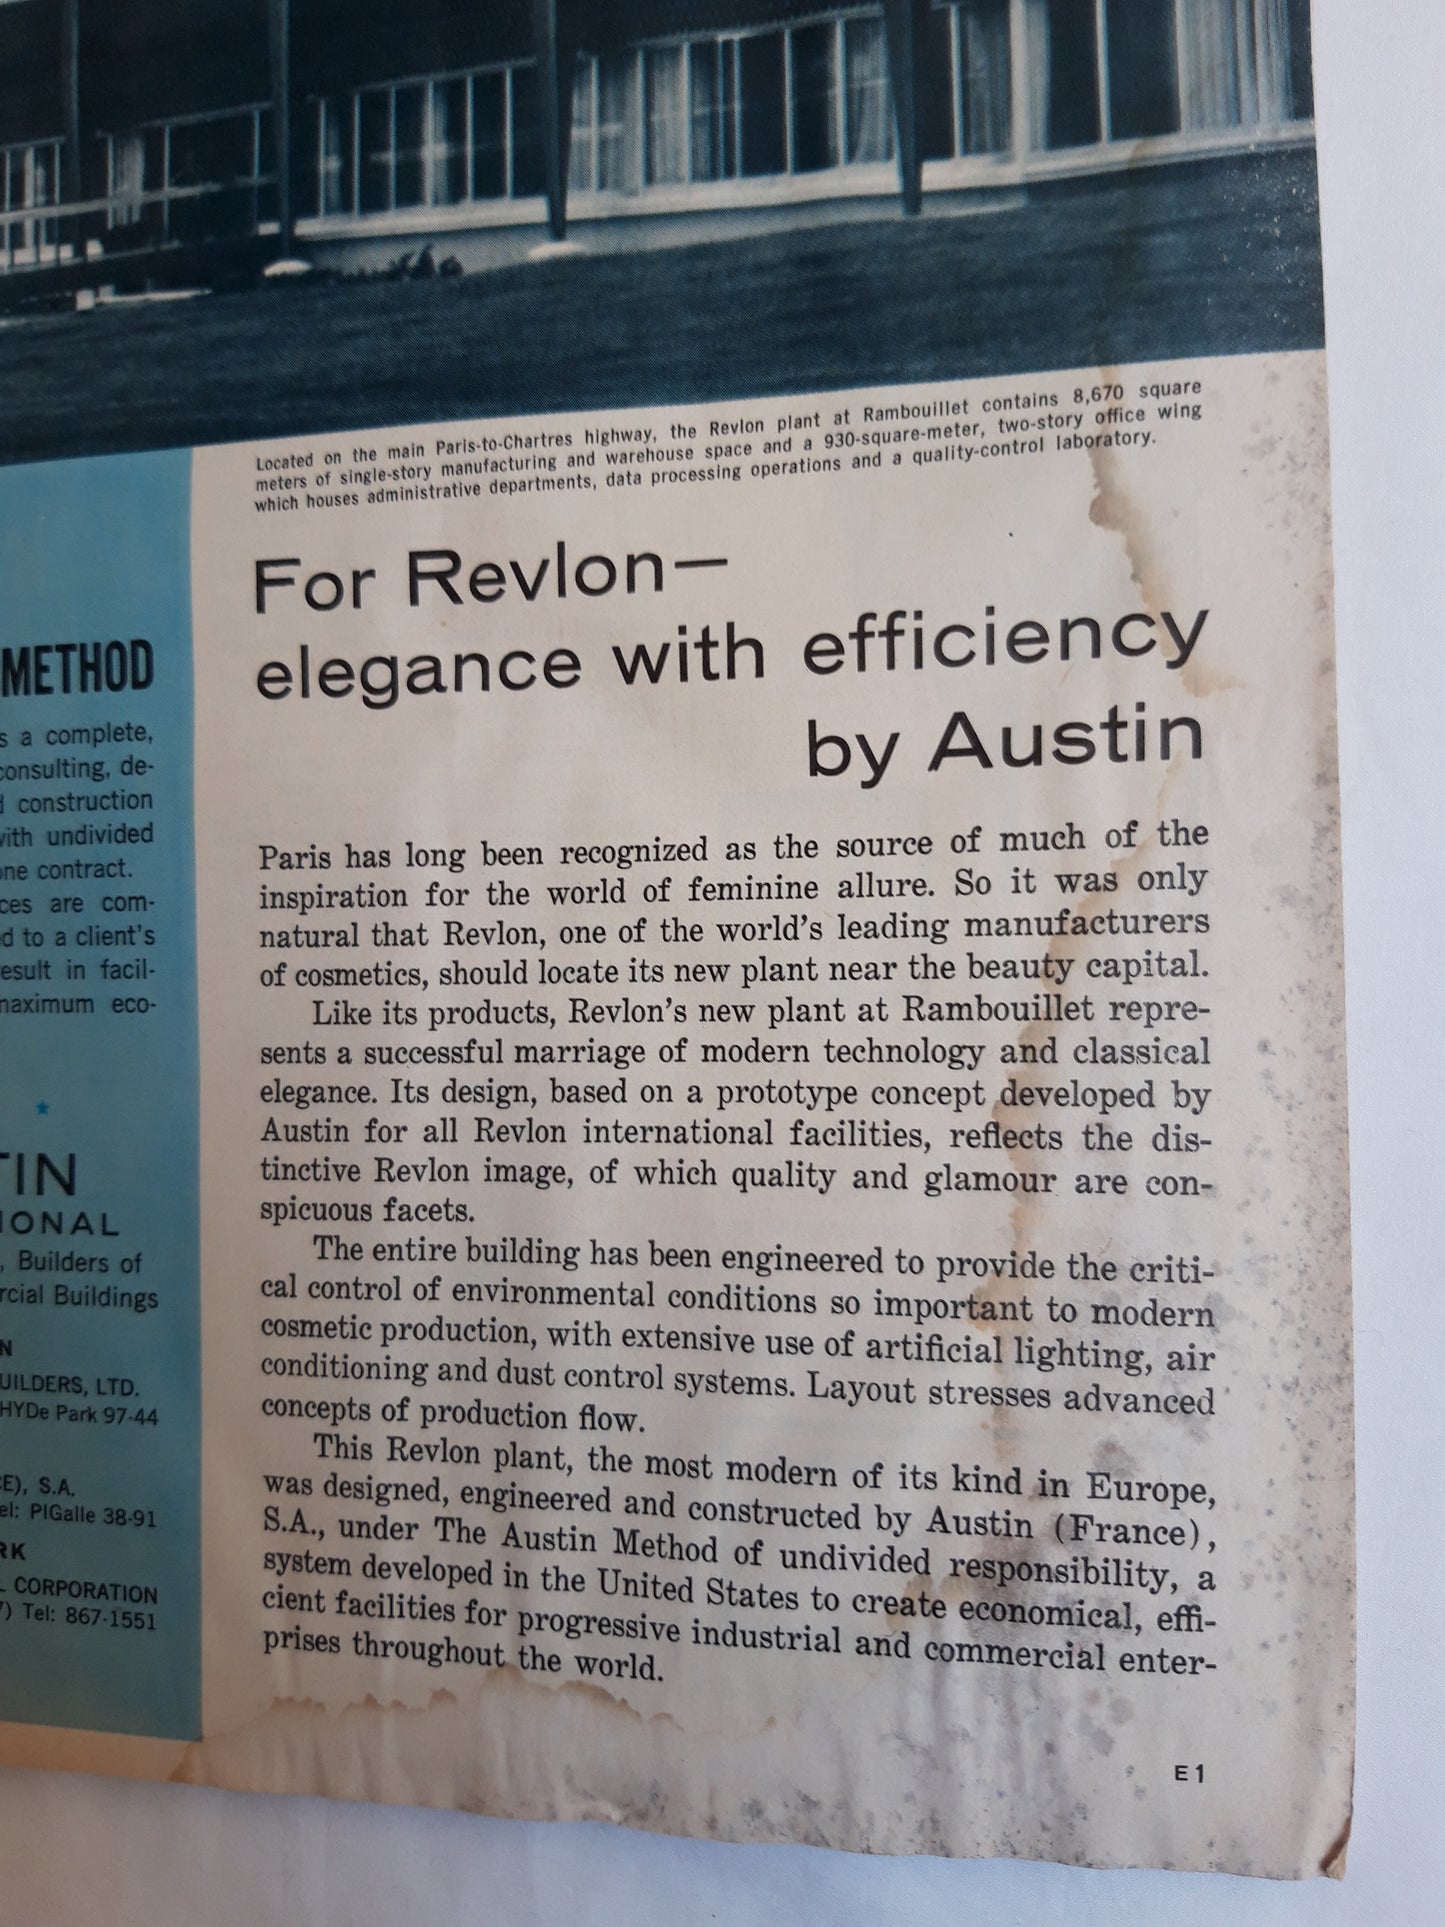 Located on the main Paris-to-Chartres highway, the Revlon plant at Rambouillet contains 8,670 square
meters of single-story manufacturing and warehouse space and a 930-square-meter, two-story office wing
which houses administrative departments, data processing operations and a quality-control laboratory.
For Revlon—
elegance with efficiency
by Austin
Paris has long been recognized as the source of much of the
inspiration for the world of feminine allure. So it was only
natural that Revlon, one of the world's leading manufacturers
of cosmetics, should locate its new plant near the beauty capital.
Like its products, Revlon's new plant at Rambouillet repre-
sents a successful marriage of modern technology and classical
elegance. Its design, based on a prototype concept developed by
Austin for all Revlon international facilities, reflects the dis-
tinctive Revlon image, of which quality and glamour are con-
spicuous facets.
The entire building has been engineered to provide the criti-
cal control of environmental conditions so important to modern
cosmetic production, with extensive use of artificial lighting, air
conditioning and dust control systems. Layout stresses advanced
concepts of production flow.
This Revlon plant, the most modern of its kind in Europe,
was designed, engineered and constructed by Austin (France),
S.A., under The Austin Method of undivided responsibility, a
system developed in the United States to create economical, effi-
cient facilities for progressive industrial and commercial enter-
prises throughout the world.
E1
METHOD
s a complete,
consulting, de-
construction
with undivided
one contract.
ces are com-
d to a client's
esult in facil-
maximum eco-
TIN
IONAL
, Builders of
rcial Buildings
N
UILDERS, LTD.
HYDe Park 97-44
CE), S.A.
el: PIGalle 38-91
RK
CORPORATION
7) Tel: 867-1551